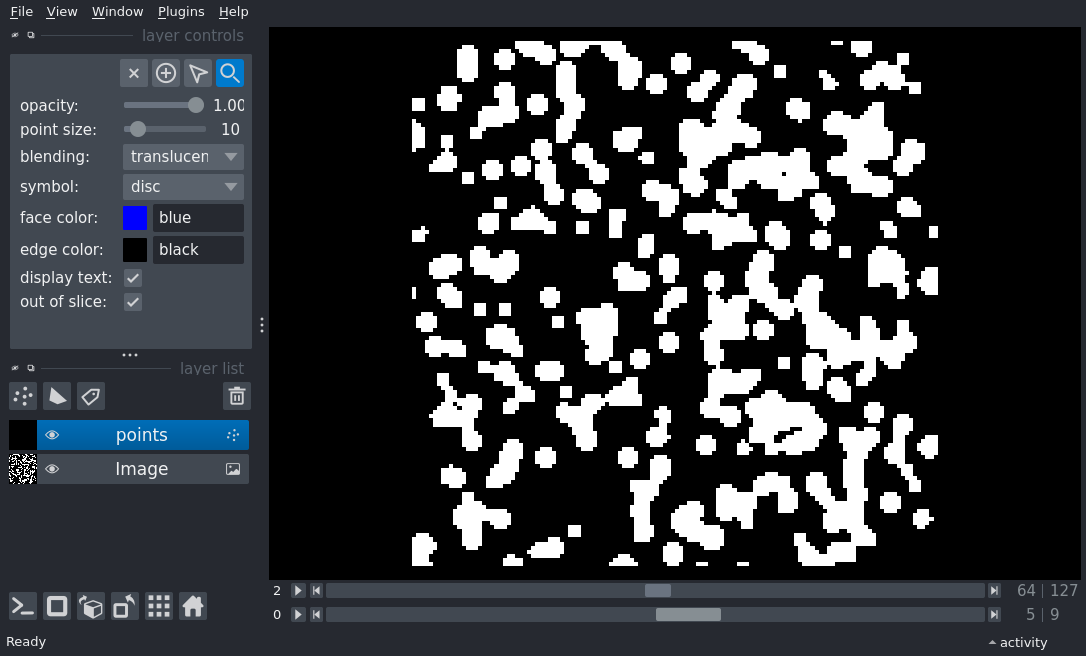 File View Window Plugins Help
layer controls
opacity: 1.00
point size: 10
blending: translucen
symbol: disc
face color: blue
edge color: black
display text:
out of slice:
layer list
points
Image
2 64 127
0 5 9
Ready activity